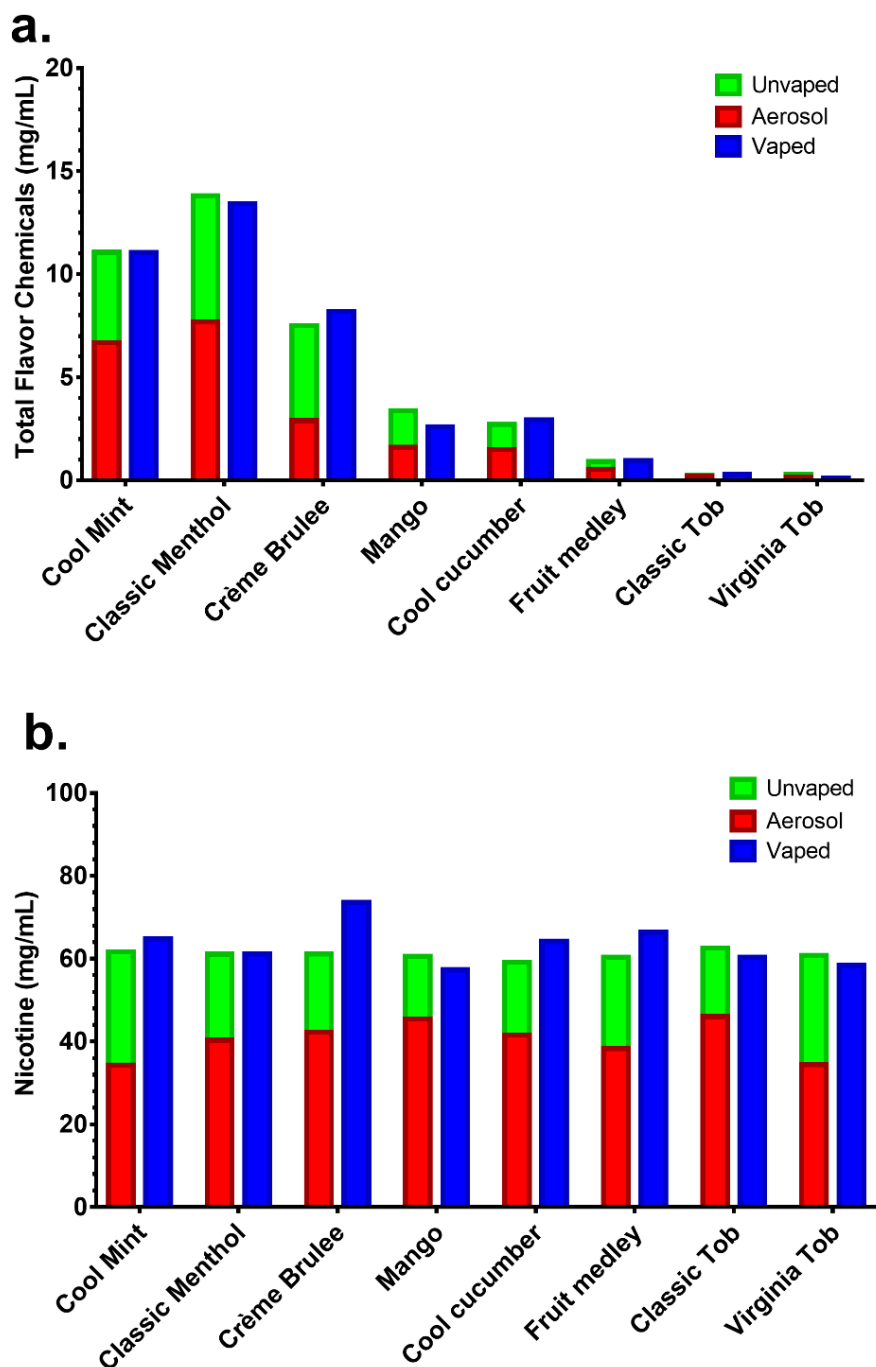 a.
Total Flavor Chemicals (mg/mL)
20
15
10
5
0
Unvaped
Aerosol
Vaped
Cool Mint
Classic Menthol
Crème Brulee
Mango
Cool cucumber
Fruit medley
Classic Tob
Virginia Tob
b.
Nicotine (mg/mL)
100
80
60
40
20
0
Unvaped
Aerosol
Vaped
Cool Mint
Classic Menthol
Crème Brulee
Mango
Cool cucumber
Fruit medley
Classic Tob
Virginia Tob